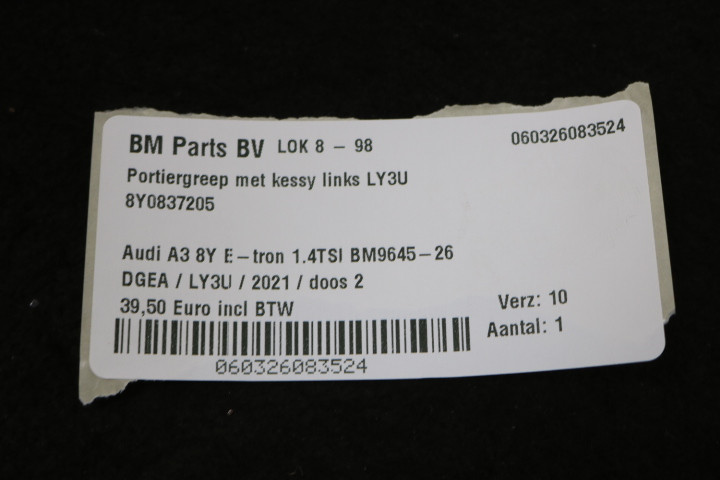 BM Parts BV LOK 8 - 98 060326083524
Portiergreep met kessy links LY3U
8Y0837205
Audi A3 8Y E-tron 1.4TSI BM9645-26
DGEA / LY3U / 2021 / doos 2
39,50 Euro incl BTW
Verz: 10
Aantal: 1
060326083524